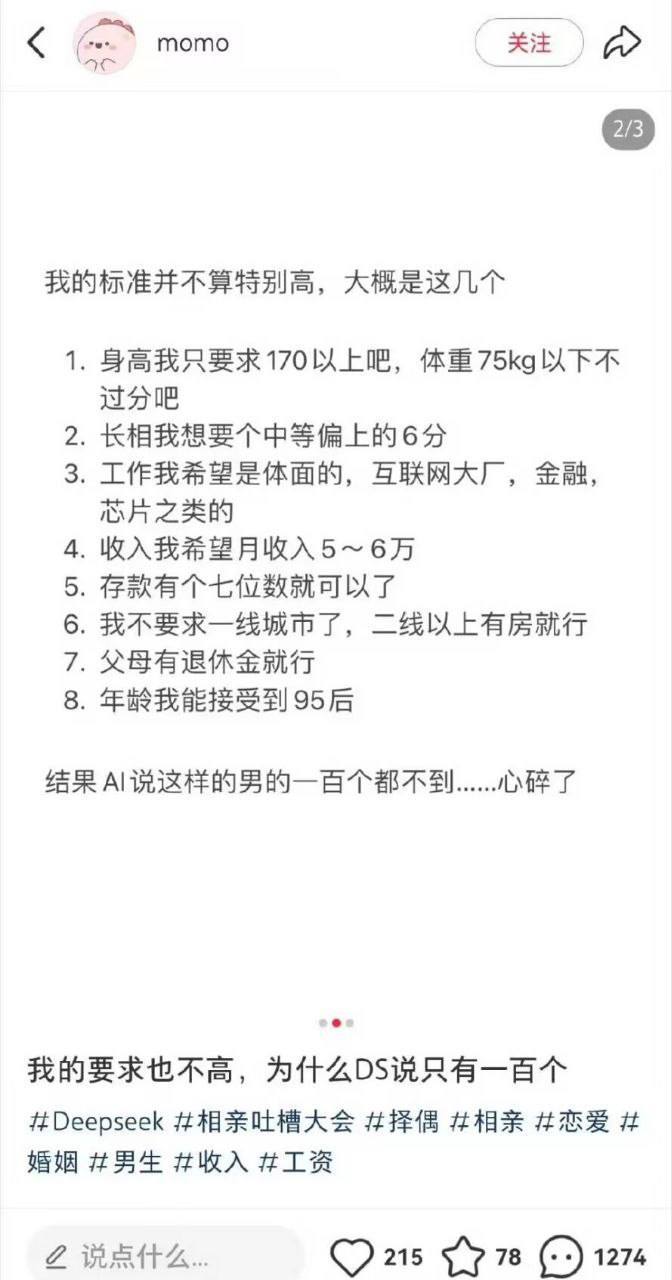 momo
关注
2/3
我的标准并不算特别高，大概是这几个
1. 身高我只要求170以上吧，体重75kg以下不
过分吧
2. 长相我想要个中等偏上的6分
3. 工作我希望是体面的，互联网大厂，金融，
芯片之类的
4. 收入我希望月收入5～6万
5. 存款有个七位数就可以了
6. 我不要求一线城市了，二线以上有房就行
7. 父母有退休金就行
8. 年龄我能接受到95后
结果AI说这样的男的一百个都不到......心碎了
我的要求也不高，为什么DS说只有一百个
#Deepseek #相亲吐槽大会 #择偶 #相亲 #恋爱 #
婚姻 #男生 #收入 #工资
说点什么...
215
78
1274